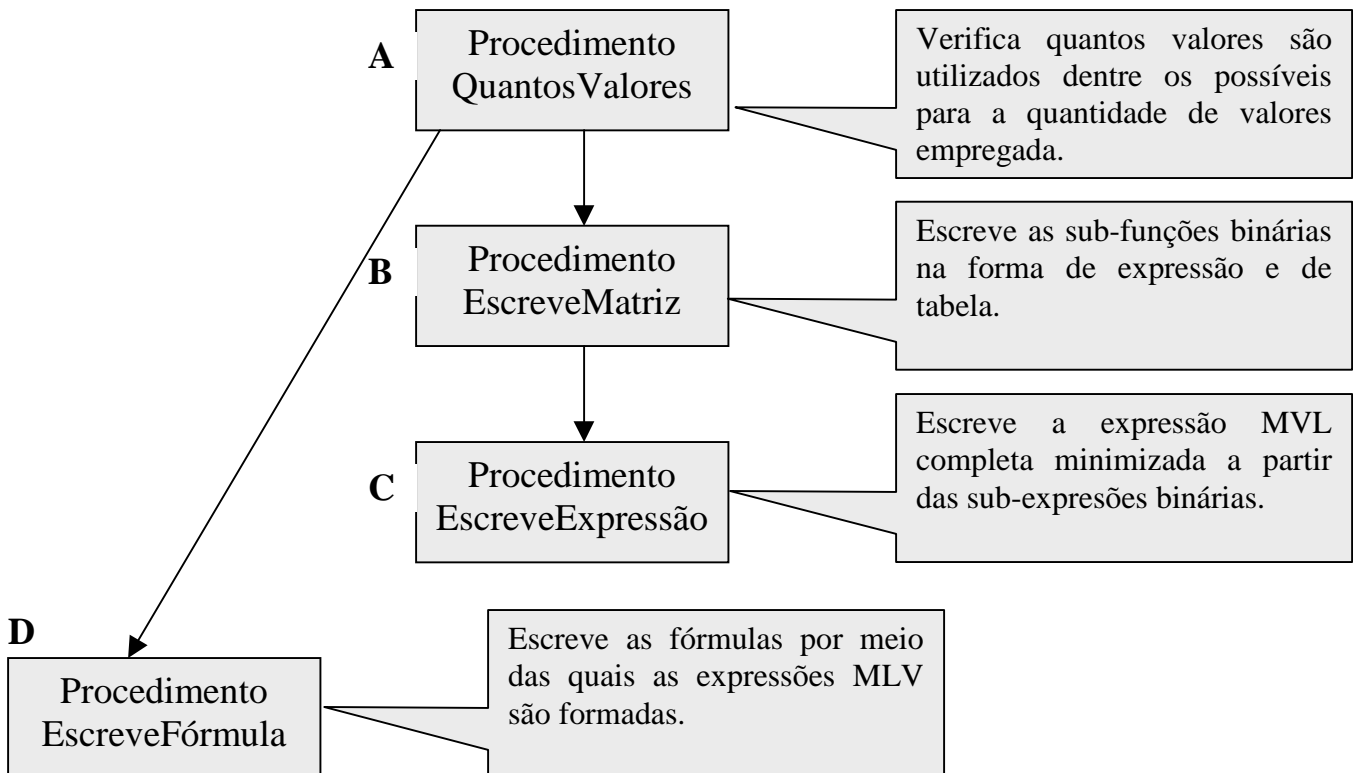 A
Procedimento
QuantosValores
Verifica quantos valores são
utilizados dentre os possíveis
para a quantidade de valores
empregada.
B
Procedimento
EscreveMatriz
Escreve as sub-funções binárias
na forma de expressão e de
tabela.
C
Procedimento
EscreveExpressão
Escreve a expressão MVL
completa minimizada a partir
das sub-expresões binárias.
D
Procedimento
EscreveFórmula
Escreve as fórmulas por meio
das quais as expressões MLV
são formadas.